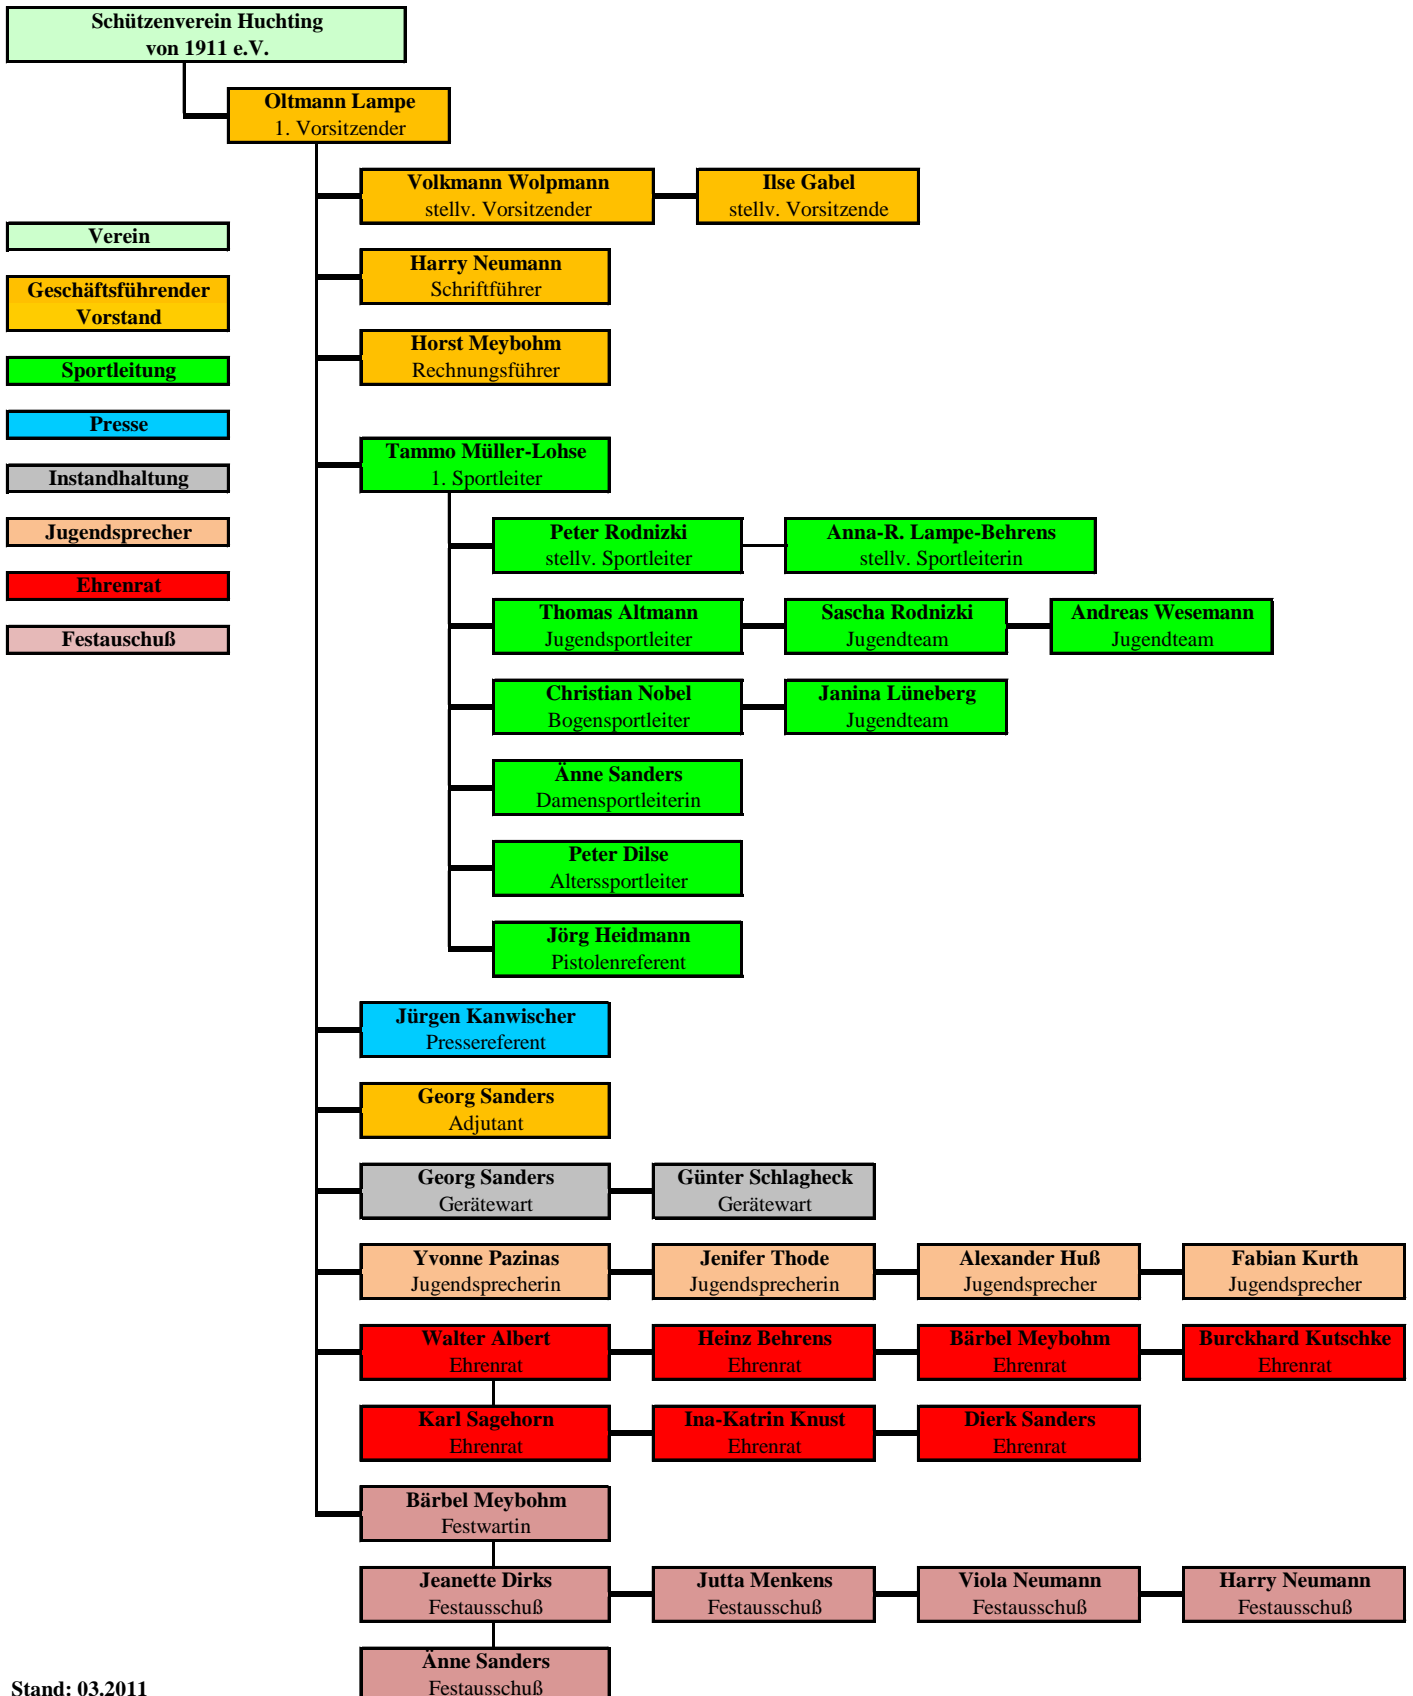 Schützenverein Huchting
von 1911 e.V.
Oltmann Lampe
1. Vorsitzender
Volkmann Wolpmann
stellv. Vorsitzender
Ilse Gabel
stellv. Vorsitzende
Verein
Geschäftsführender
Vorstand
Sportleitung
Presse
Instandhaltung
Jugendsprecher
Ehrenrat
Festauschuß
Harry Neumann
Schriftführer
Horst Meybohm
Rechnungsführer
Tammo Müller-Lohse
1. Sportleiter
Peter Rodnizki
stellv. Sportleiter
Anna-R. Lampe-Behrens
stellv. Sportleiterin
Thomas Altmann
Jugendsportleiter
Sascha Rodnizki
Jugendteam
Andreas Wesemann
Jugendteam
Christian Nobel
Bogensportleiter
Janina Lüneberg
Jugendteam
Änne Sanders
Damensportleiterin
Peter Dilse
Alterssportleiter
Jörg Heidmann
Pistolenreferent
Jürgen Kanwischer
Pressereferent
Georg Sanders
Adjutant
Georg Sanders
Gerätewart
Günter Schlagheck
Gerätewart
Yvonne Pazinas
Jugendsprecherin
Jenifer Thode
Jugendsprecherin
Alexander Huß
Jugendsprecher
Fabian Kurth
Jugendsprecher
Walter Albert
Ehrenrat
Heinz Behrens
Ehrenrat
Bärbel Meybohm
Ehrenrat
Burckhard Kutschke
Ehrenrat
Karl Sagehorn
Ehrenrat
Ina-Katrin Knust
Ehrenrat
Dierk Sanders
Ehrenrat
Bärbel Meybohm
Festwartin
Jeanette Dirks
Festausschuß
Jutta Menkens
Festausschuß
Viola Neumann
Festausschuß
Harry Neumann
Festausschuß
Änne Sanders
Festausschuß
Stand: 03.2011